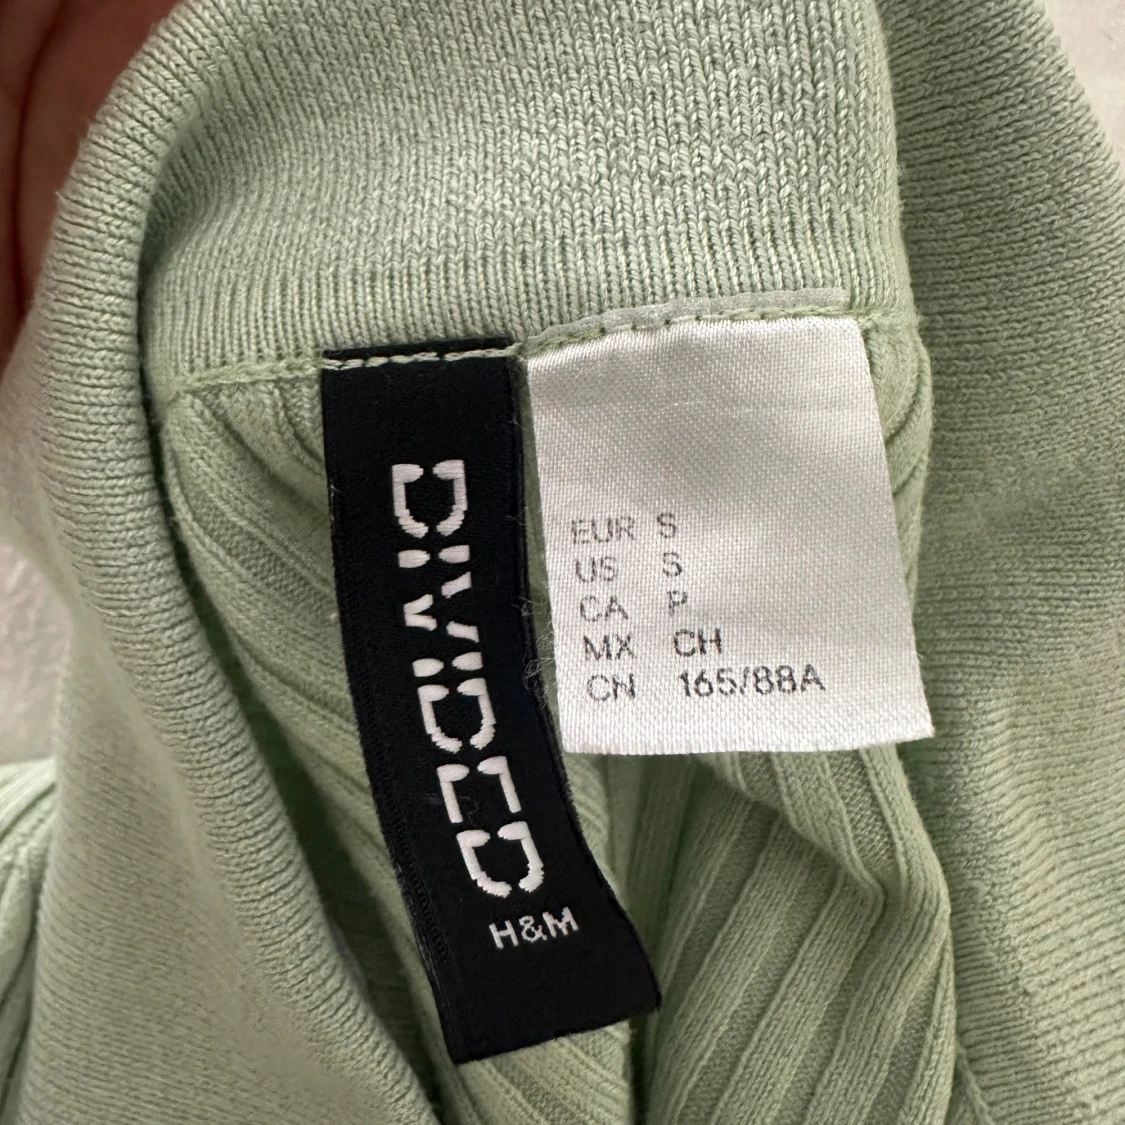 DIVIDED
H&M
EUR S
US S
CA P
MX CH
CN 165/88A